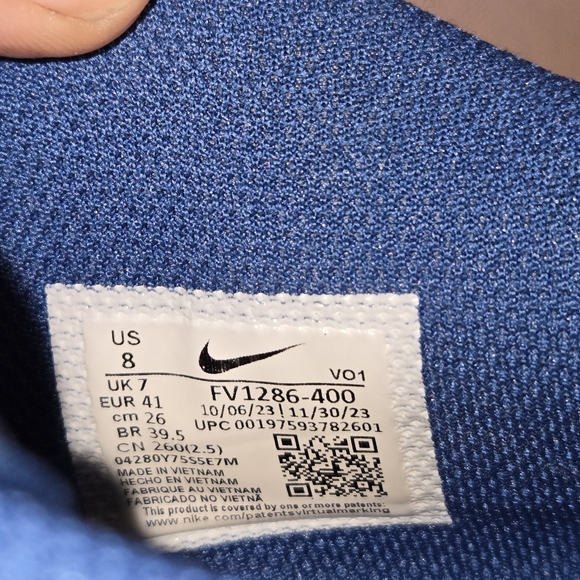 US
8
VO1
UK 7
FV1286-400
EUR 41
10/06/23 | 11/30/23
cm 26
UPC 00197593782601
BR 39.5
CN 260(2.5)
04280Y75S5E7M
MADE IN VIETNAM
HECHO EN VIETNAM
FABRIQUE AU VIETNAM
FABRICADO NO VIETNÃ
This product is covered by one or more patents:
www.nike.com/patentsvirtualmarking